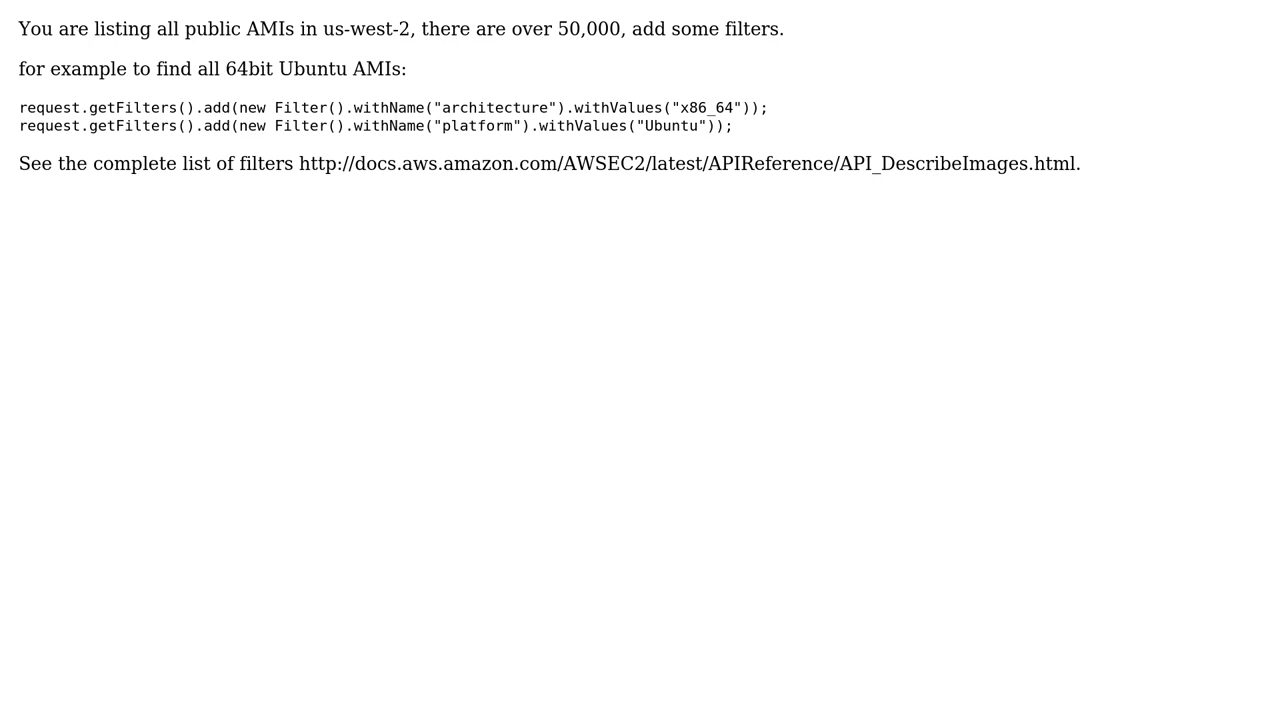 You are listing all public AMIs in us-west-2, there are over 50,000, add some filters.
for example to find all 64bit Ubuntu AMIs:
request.getFilters().add(new Filter().withName("architecture").withValues("x86_64"));
request.getFilters().add(new Filter().withName("platform").withValues("Ubuntu"));
See the complete list of filters http://docs.aws.amazon.com/AWSEC2/latest/APIReference/API_DescribeImages.html.